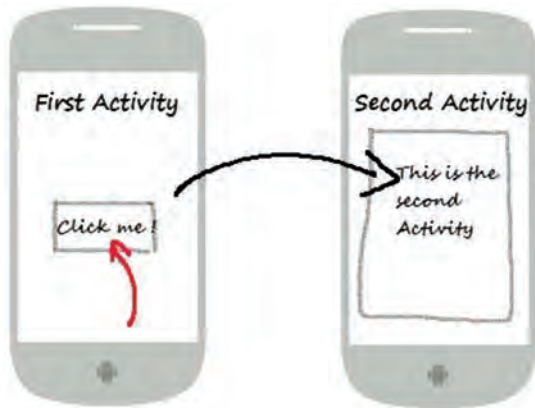 First Activity
Click me !
Second Activity
This is the
second
Activity